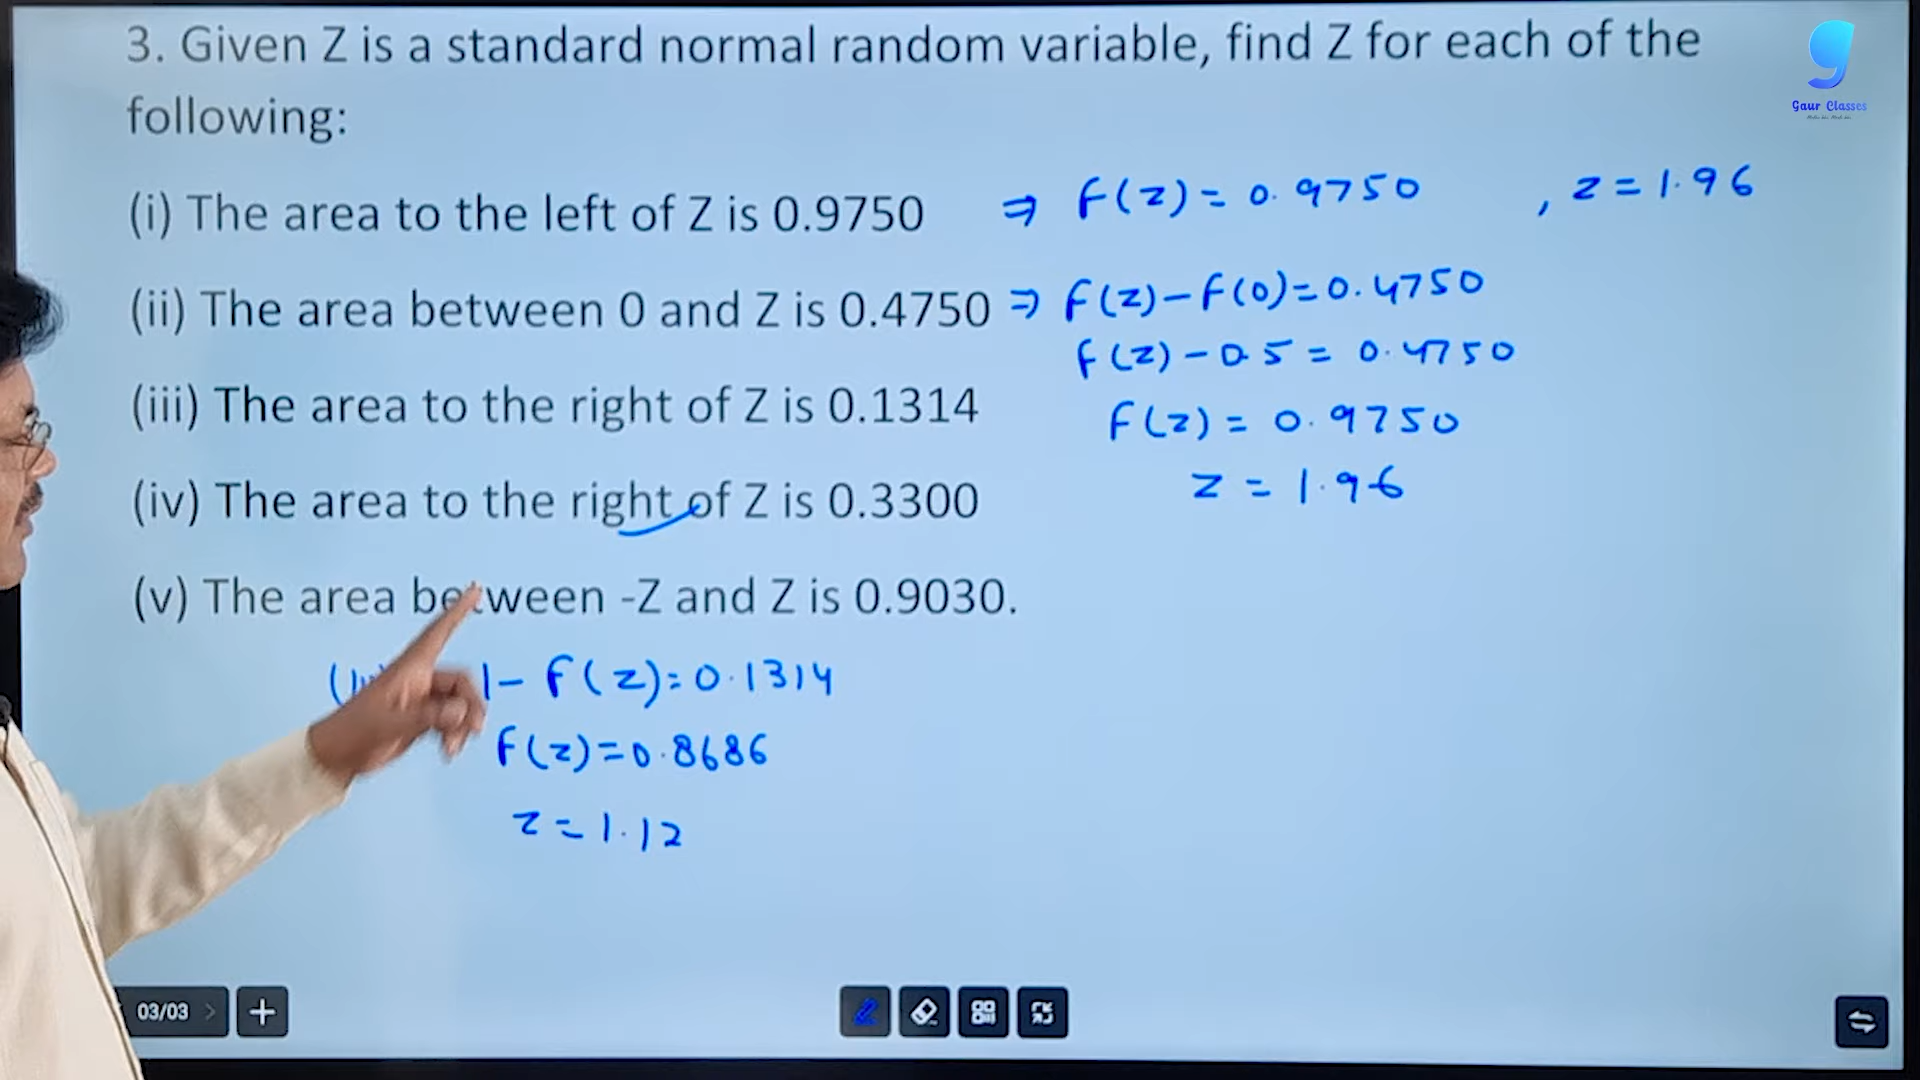 3. Given Z is a standard normal random variable, find Z for each of the
following:
(i) The area to the left of Z is 0.9750 ⇒ F(z) = 0.9750 , z = 1.96
(ii) The area between 0 and Z is 0.4750 ⇒ F(z) − F(0) = 0.4750
F(z) − 0.5 = 0.4750
(iii) The area to the right of Z is 0.1314
F(z) = 0.9750
z = 1.96
(iv) The area to the right of Z is 0.3300
(v) The area between -Z and Z is 0.9030.
1 − F(z) = 0.1314
F(z) = 0.8686
z = 1.12
g
Gaur Classes
03/03 > +